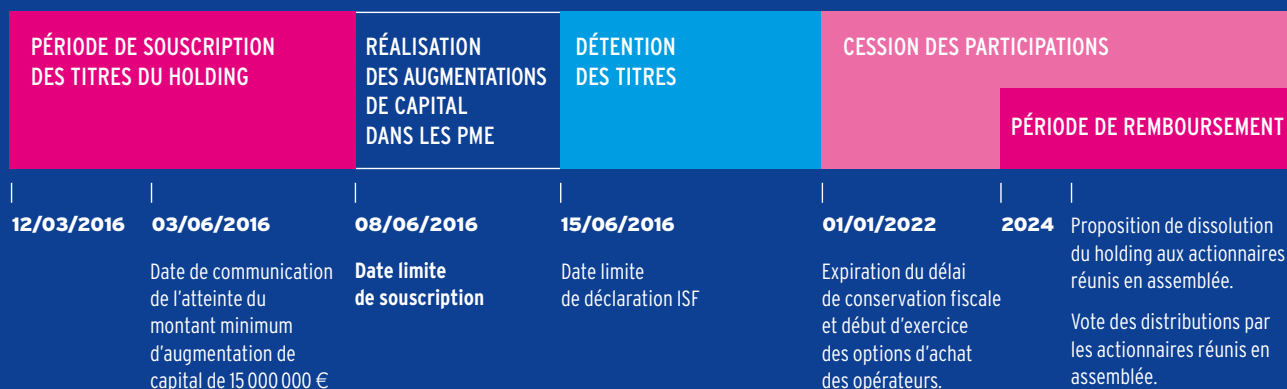 PÉRIODE DE SOUSCRIPTION
DES TITRES DU HOLDING
RÉALISATION
DES AUGMENTATIONS
DE CAPITAL
DANS LES PME
DÉTENTION
DES TITRES
CESSION DES PARTICIPATIONS
PÉRIODE DE REMBOURSEMENT
12/03/2016
03/06/2016
Date de communication
de l'atteinte du
montant minimum
d'augmentation de
capital de 15 000 000 €
08/06/2016
Date limite
de souscription
15/06/2016
Date limite
de déclaration ISF
01/01/2022
Expiration du délai
de conservation fiscale
et début d'exercice
des options d'achat
des opérateurs.
2024
Proposition de dissolution
du holding aux actionnaires
réunis en assemblée.
Vote des distributions par
les actionnaires réunis en
assemblée.